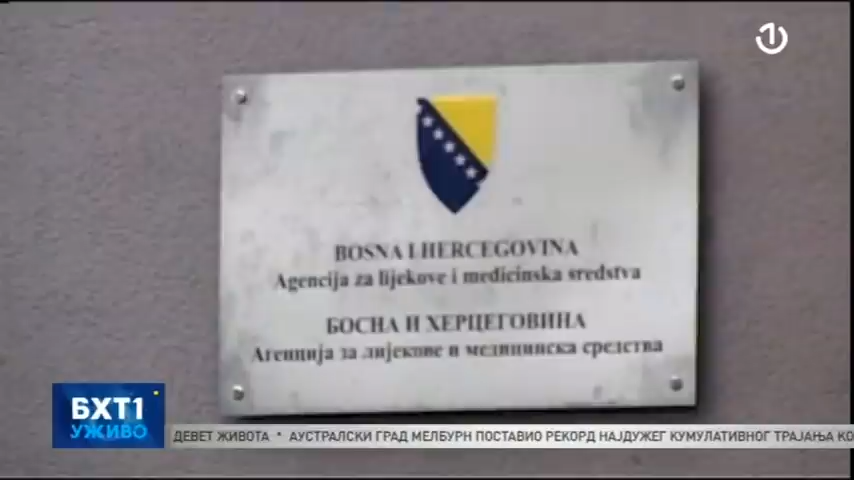 BOSNA I HERCEGOVINA
Agencija za lijekove i medicinska sredstva
БОСНА И ХЕРЦЕГОВИНА
Агенција за лијекове и медицинска средства
БХТ1
УЖИВО
ДЕВЕТ ЖИВОТА * АУСТРАЛСКИ ГРАД МЕЛБУРН ПОСТАВИО РЕКОРД НАЈДУЖЕГ КУМУЛАТИВНОГ ТРАЈАЊА КО